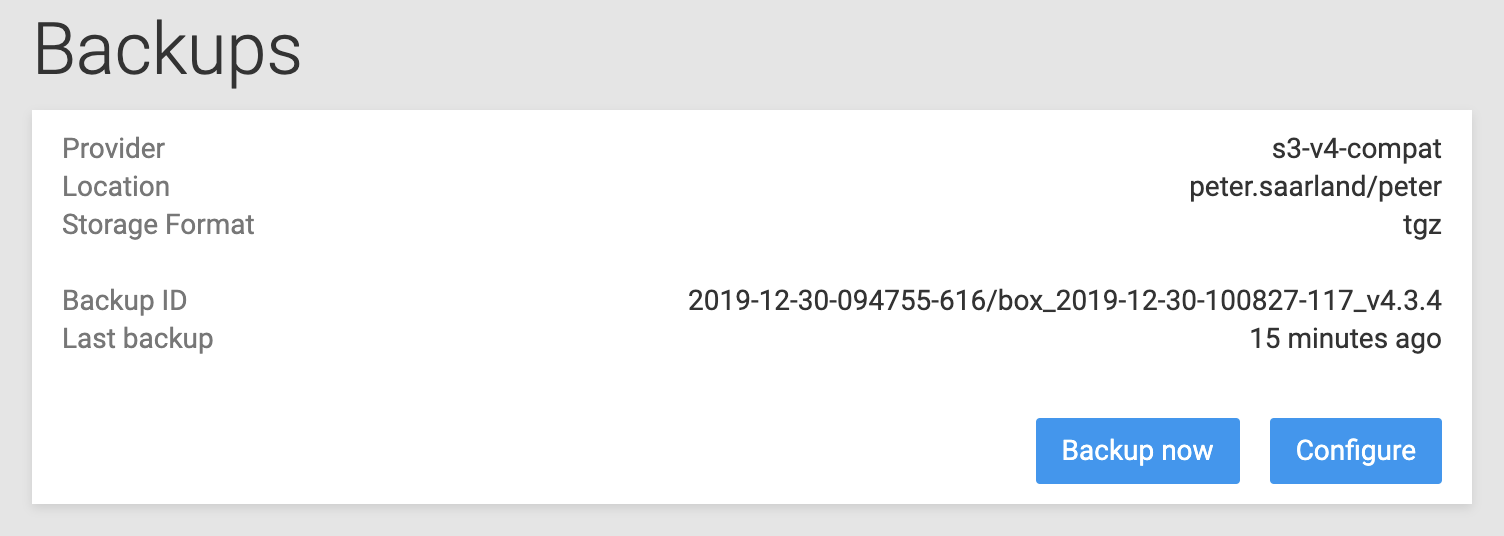 Backups
Provider s3-v4-compat
Location peter.saarland/peter
Storage Format tgz
Backup ID 2019-12-30-094755-616/box_2019-12-30-100827-117_v4.3.4
Last backup 15 minutes ago
Backup now Configure